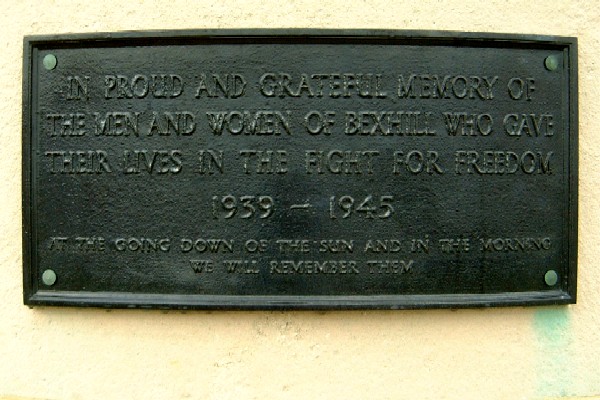 IN PROUD AND GRATEFUL MEMORY OF
THE MEN AND WOMEN OF BEXHILL WHO GAVE
THEIR LIVES IN THE FIGHT FOR FREEDOM
1939 – 1945
AT THE GOING DOWN OF THE SUN AND IN THE MORNING
WE WILL REMEMBER THEM